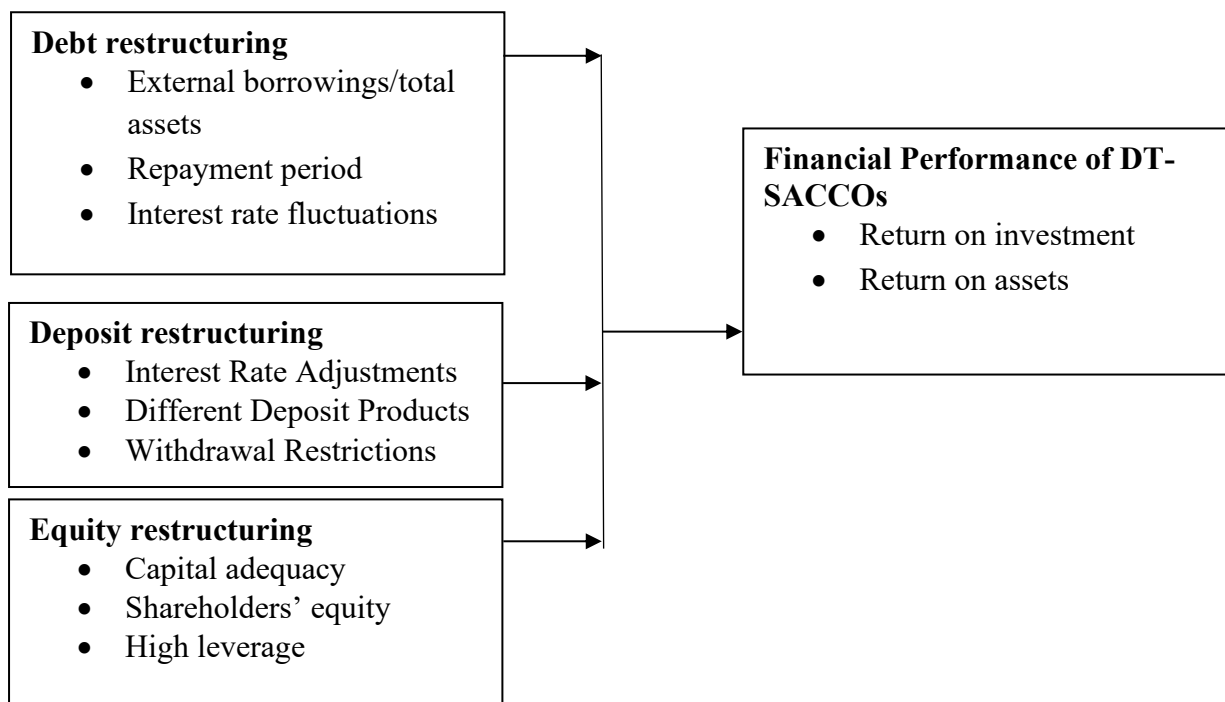 Debt restructuring
• External borrowings/total
assets
• Repayment period
• Interest rate fluctuations
Deposit restructuring
• Interest Rate Adjustments
• Different Deposit Products
• Withdrawal Restrictions
Equity restructuring
• Capital adequacy
• Shareholders’ equity
• High leverage
Financial Performance of DT-
SACCOs
• Return on investment
• Return on assets